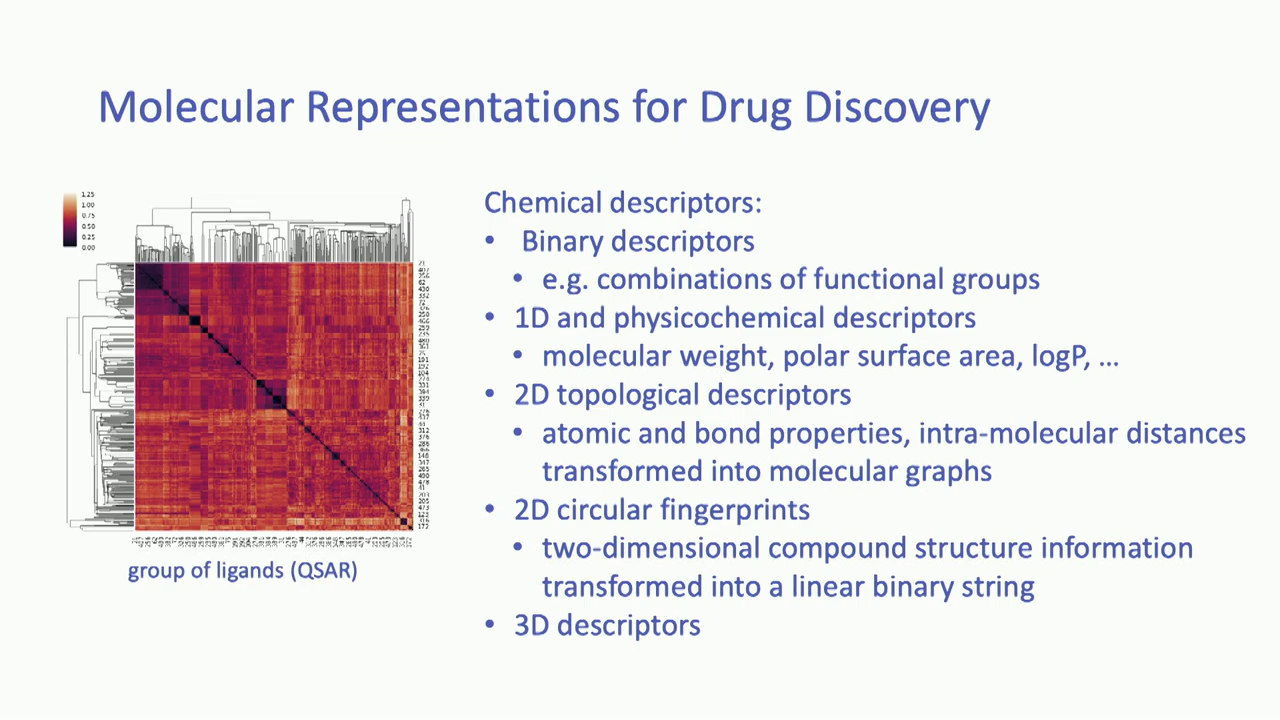 Molecular Representations for Drug Discovery
1.25
1.00
0.75
0.50
0.25
0.00
group of ligands (QSAR)
Chemical descriptors:
• Binary descriptors
• e.g. combinations of functional groups
• 1D and physicochemical descriptors
• molecular weight, polar surface area, logP, ...
• 2D topological descriptors
• atomic and bond properties, intra-molecular distances
transformed into molecular graphs
• 2D circular fingerprints
• two-dimensional compound structure information
transformed into a linear binary string
• 3D descriptors